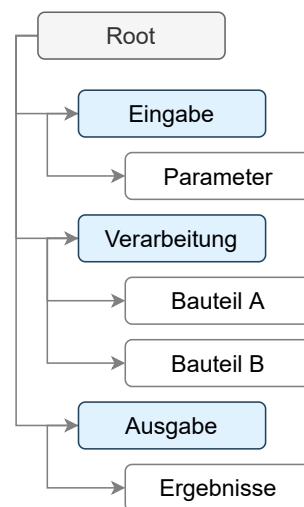 Root
Eingabe
Parameter
Verarbeitung
Bauteil A
Bauteil B
Ausgabe
Ergebnisse